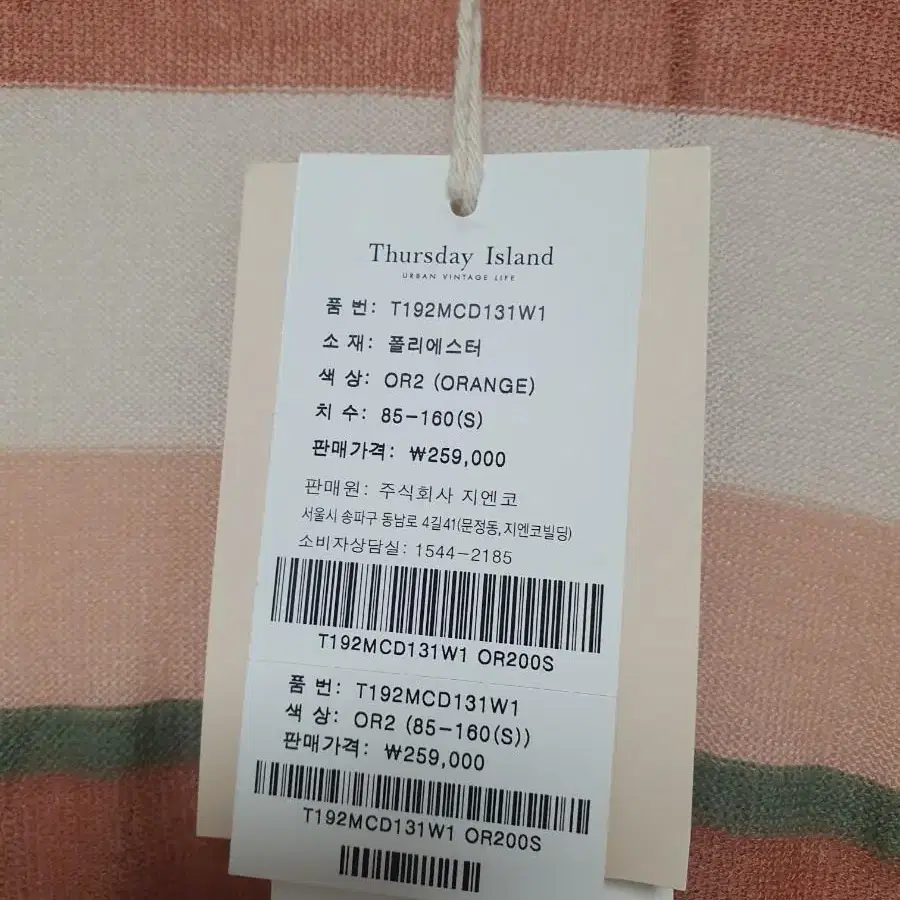 Thursday Island
URBAN VINTAGE LIFE
품 번: T192MCD131W1
소 재: 폴리에스터
색 상: OR2 (ORANGE)
치 수: 85-160(S)
판매가격: ₩259,000
판매원: 주식회사 지엔코
서울시 송파구 동남로 4길41(문정동,지엔코빌딩)
소비자상담실: 1544-2185
T192MCD131W1 OR200S
품 번: T192MCD131W1
색 상: OR2 (85-160(S))
판매가격: ₩259,000
T192MCD131W1 OR200S